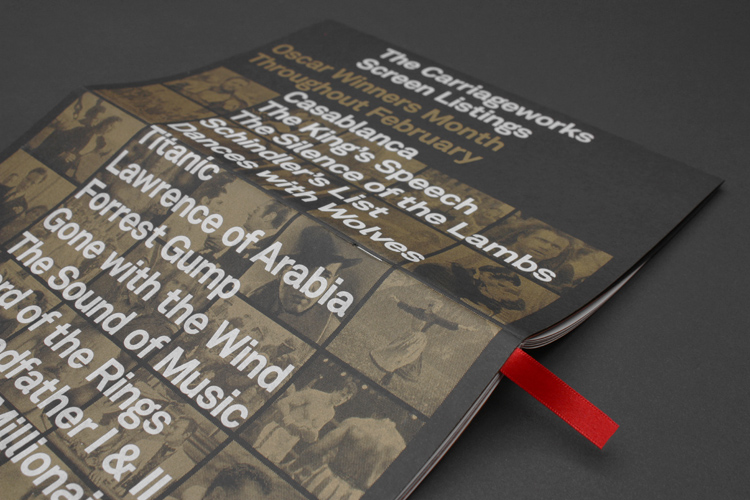 The Carriageworks
Screen Listings
Oscar Winners Month
Throughout February
Casablanca
The King's Speech
The Silence of the Lambs
Schindler's List
Dances with Wolves
Titanic
Lawrence of Arabia
Forrest Gump
Gone with the Wind
The Sound of Music
of the Rings
I & II